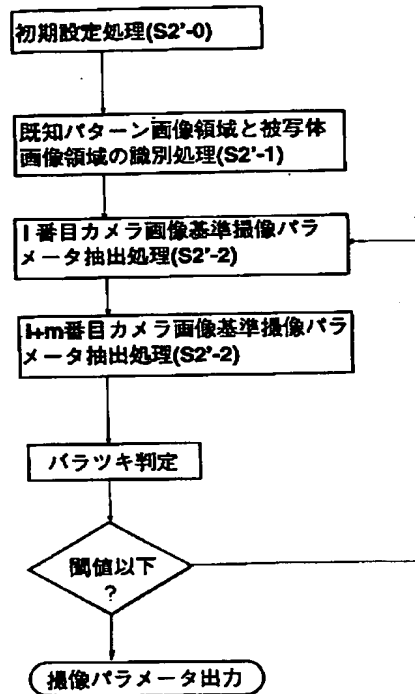 初期設定処理(S2'-0)
既知パターン画像領域と被写体
画像領域の識別処理(S2'-1)
I番目カメラ画像基準撮像パラ
メータ抽出処理(S2'-2)
I+m番目カメラ画像基準撮像パラ
メータ抽出処理(S2'-2)
バラツキ判定
閾値以下
?
撮像パラメータ出力